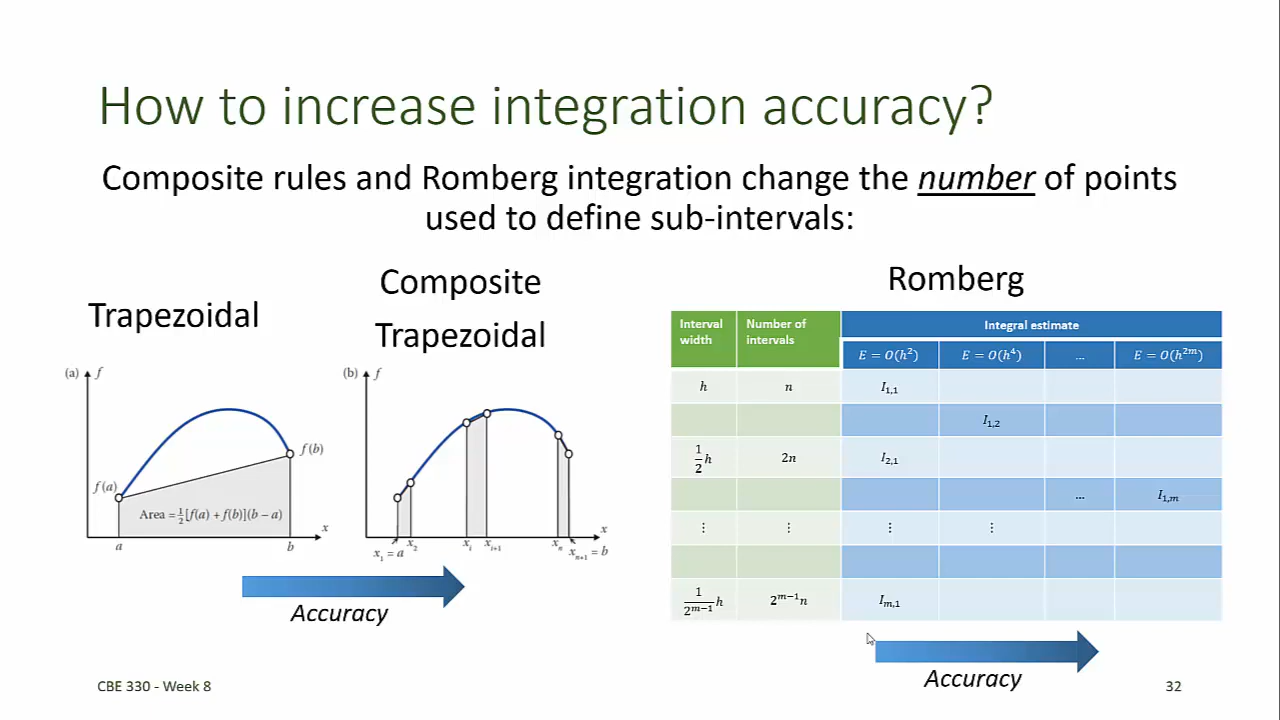 How to increase integration accuracy?
Composite rules and Romberg integration change the number of points
used to define sub-intervals:
Trapezoidal
Composite
Trapezoidal
Romberg
(a) f
f(a)
f(b)
Area = ½[f(a) + f(b)](b − a)
a
b
x
(b) f
x₁ = a
x₂
xᵢ
xᵢ₊₁
xₙ
xₙ₊₁ = b
x
Accuracy
Interval width
Number of intervals
Integral estimate
E = O(h²)
E = O(h⁴)
...
E = O(h²ᵐ)
h
n
I₁,₁
I₁,₂
1/2 h
2n
I₂,₁
...
I₁,ₘ
⋮
⋮
⋮
⋮
1/2ᵐ⁻¹ h
2ᵐ⁻¹n
Iₘ,₁
Accuracy
CBE 330 - Week 8
32